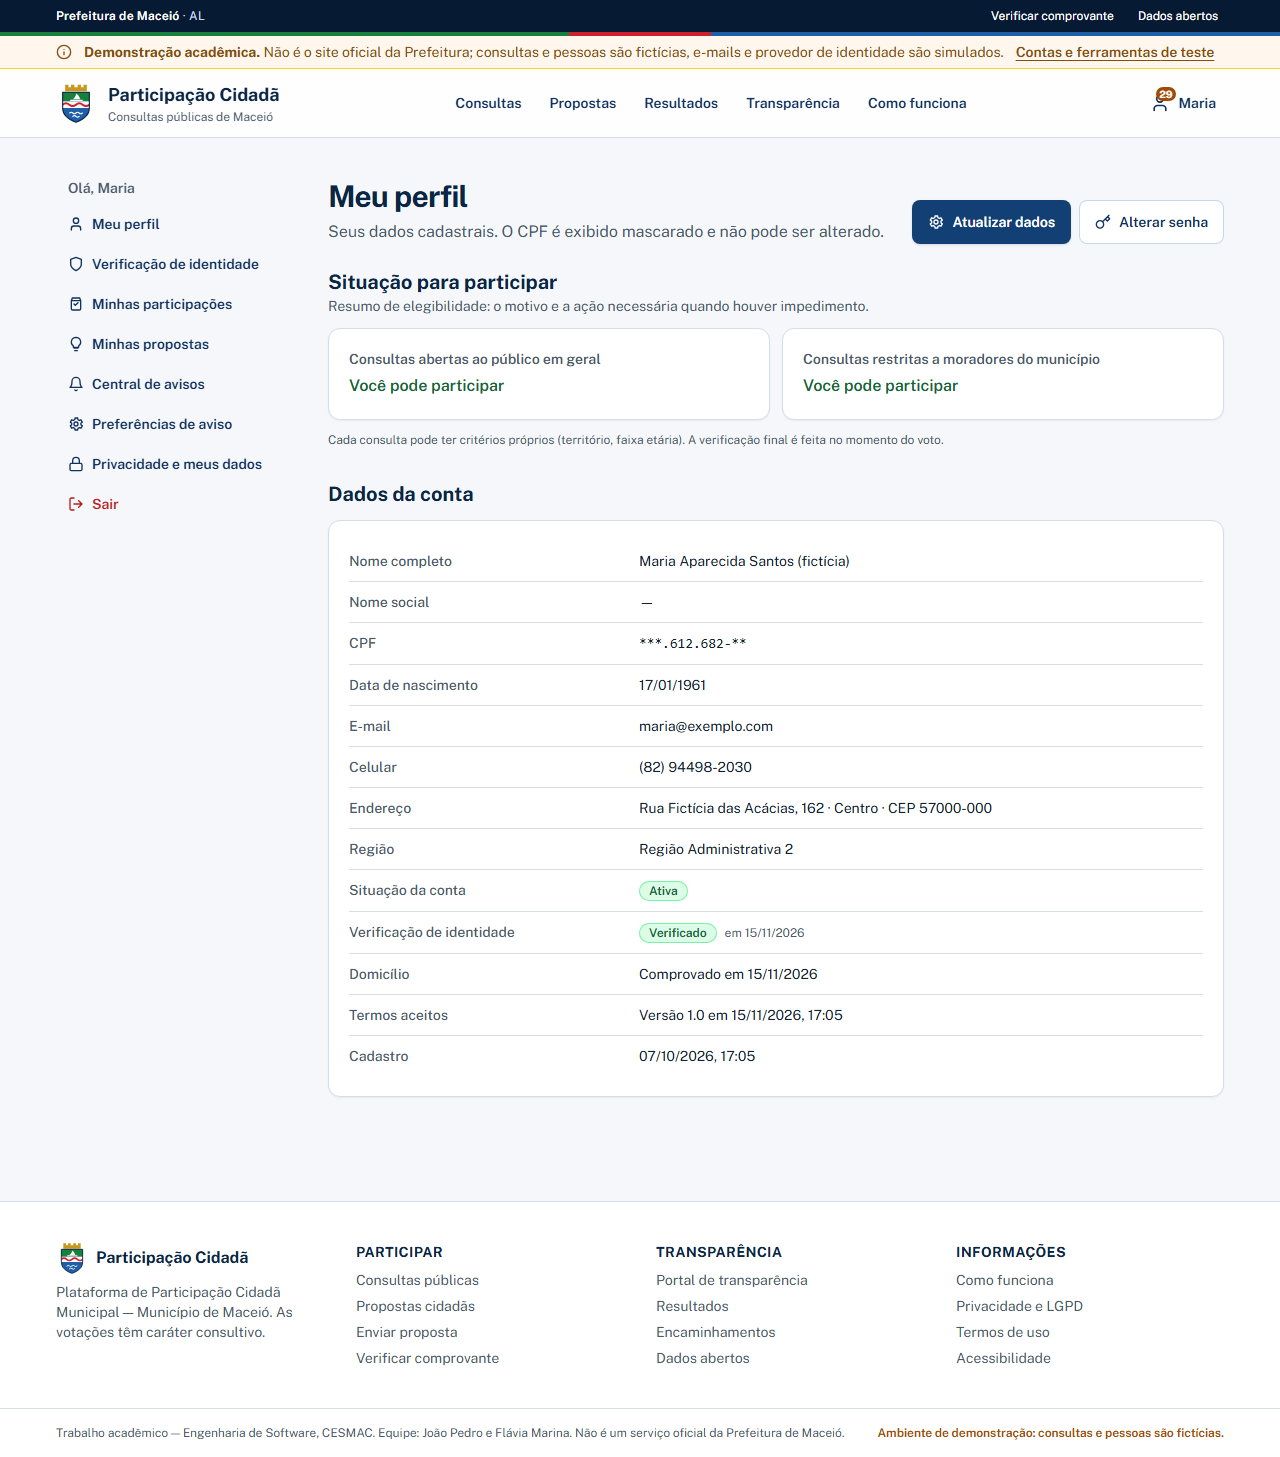 Prefeitura de Maceió · AL
Verificar comprovante
Dados abertos
Demonstração acadêmica. Não é o site oficial da Prefeitura; consultas e pessoas são fictícias, e-mails e provedor de identidade são simulados. Contas e ferramentas de teste
Participação Cidadã
Consultas públicas de Maceió
Consultas
Propostas
Resultados
Transparência
Como funciona
29
Maria
Olá, Maria
Meu perfil
Verificação de identidade
Minhas participações
Minhas propostas
Central de avisos
Preferências de aviso
Privacidade e meus dados
Sair
Meu perfil
Seus dados cadastrais. O CPF é exibido mascarado e não pode ser alterado.
Atualizar dados
Alterar senha
Situação para participar
Resumo de elegibilidade: o motivo e a ação necessária quando houver impedimento.
Consultas abertas ao público em geral
Você pode participar
Consultas restritas a moradores do município
Você pode participar
Cada consulta pode ter critérios próprios (território, faixa etária). A verificação final é feita no momento do voto.
Dados da conta
Nome completo
Maria Aparecida Santos (fictícia)
Nome social
—
CPF
***.612.682-**
Data de nascimento
17/01/1961
E-mail
maria@exemplo.com
Celular
(82) 94498-2030
Endereço
Rua Fictícia das Acácias, 162 · Centro · CEP 57000-000
Região
Região Administrativa 2
Situação da conta
Ativa
Verificação de identidade
Verificado em 15/11/2026
Domicílio
Comprovado em 15/11/2026
Termos aceitos
Versão 1.0 em 15/11/2026, 17:05
Cadastro
07/10/2026, 17:05
Participação Cidadã
Plataforma de Participação Cidadã
Municipal — Município de Maceió. As
votações têm caráter consultivo.
PARTICIPAR
Consultas públicas
Propostas cidadãs
Enviar proposta
Verificar comprovante
TRANSPARÊNCIA
Portal de transparência
Resultados
Encaminhamentos
Dados abertos
INFORMAÇÕES
Como funciona
Privacidade e LGPD
Termos de uso
Acessibilidade
Trabalho acadêmico — Engenharia de Software, CESMAC. Equipe: João Pedro e Flávia Marina. Não é um serviço oficial da Prefeitura de Maceió.
Ambiente de demonstração: consultas e pessoas são fictícias.